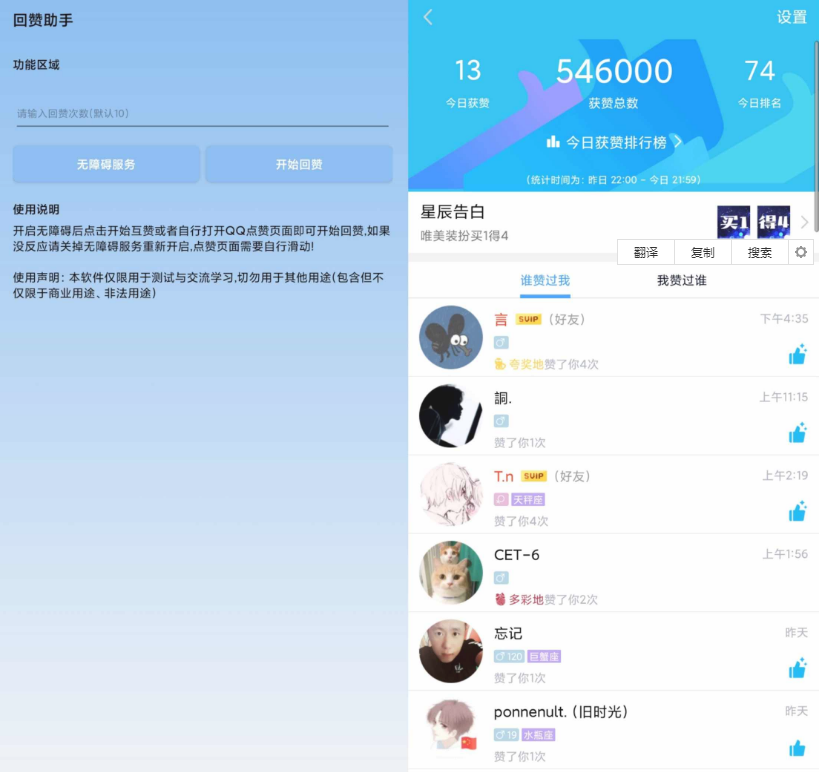 回赞助手
功能区域
请输入回赞次数(默认10)
无障碍服务
开始回赞
使用说明
开启无障碍后点击开始互赞或者自行打开QQ点赞页面即可开始回赞,如果
没反应请关掉无障碍服务重新开启,点赞页面需要自行滑动!
使用声明: 本软件仅限用于测试与交流学习,切勿用于其他用途(包含但不
仅限于商业用途、非法用途)
设置
13
546000
74
今日获赞
获赞总数
今日排名
今日获赞排行榜
(统计时间为: 昨日 22:00 - 今日 21:59)
星辰告白
唯美装扮买1得4
买1
得4
翻译
复制
搜索
谁赞过我
我赞过谁
言 SVIP (好友)
下午4:35
夸奖地赞了你4次
詷.
上午11:15
赞了你1次
T.n SVIP (好友)
上午2:19
天秤座
赞了你4次
CET-6
上午1:56
多彩地赞了你2次
忘记
昨天
120 巨蟹座
赞了你1次
ponnenult. (旧时光)
昨天
19 水瓶座
赞了你1次